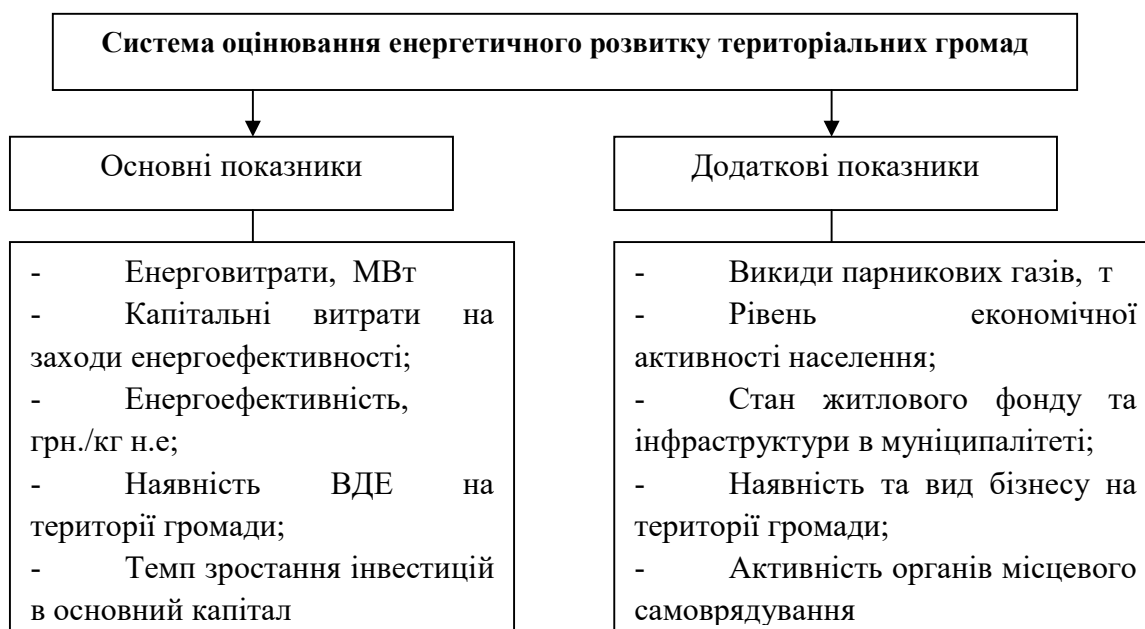 Система оцінювання енергетичного розвитку територіальних громад
Основні показники
Додаткові показники
- Енерговитрати, МВт
- Капітальні витрати на
заходи енергоефективності;
- Енергоефективність,
грн./кг н.е;
- Наявність ВДЕ на
території громади;
- Темп зростання інвестицій
в основний капітал
- Викиди парникових газів, т
- Рівень економічної
активності населення;
- Стан житлового фонду та
інфраструктури в муніципалітеті;
- Наявність та вид бізнесу на
території громади;
- Активність органів місцевого
самоврядування